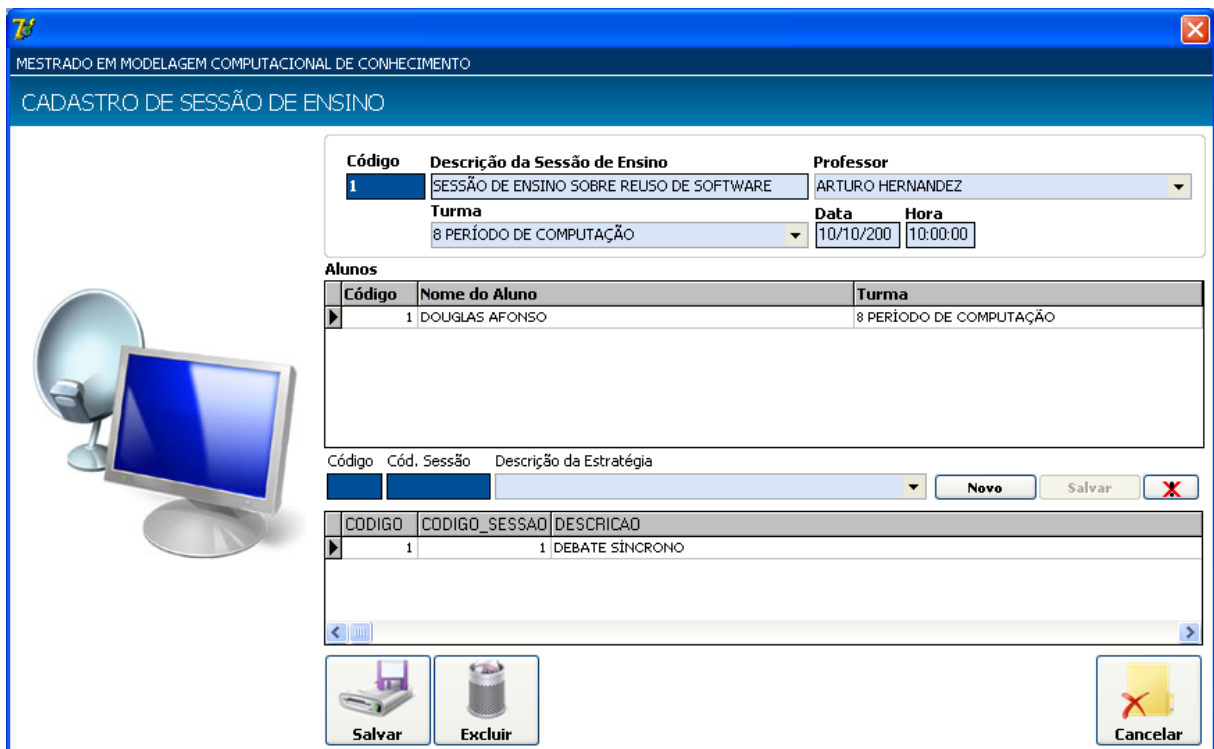 MESTRADO EM MODELAGEM COMPUTACIONAL DE CONHECIMENTO
CADASTRO DE SESSÃO DE ENSINO
Código Descrição da Sessão de Ensino Professor
1 SESSÃO DE ENSINO SOBRE REUSO DE SOFTWARE ARTURO HERNANDEZ
Turma Data Hora
8 PERÍODO DE COMPUTAÇÃO 10/10/200 10:00:00
Alunos
Código Nome do Aluno Turma
1 DOUGLAS AFONSO 8 PERÍODO DE COMPUTAÇÃO
Código Cód. Sessão Descrição da Estratégia
Novo Salvar
CODIGO CODIGO_SESSAO DESCRICAO
1 1 DEBATE SÍNCRONO
Salvar Excluir Cancelar